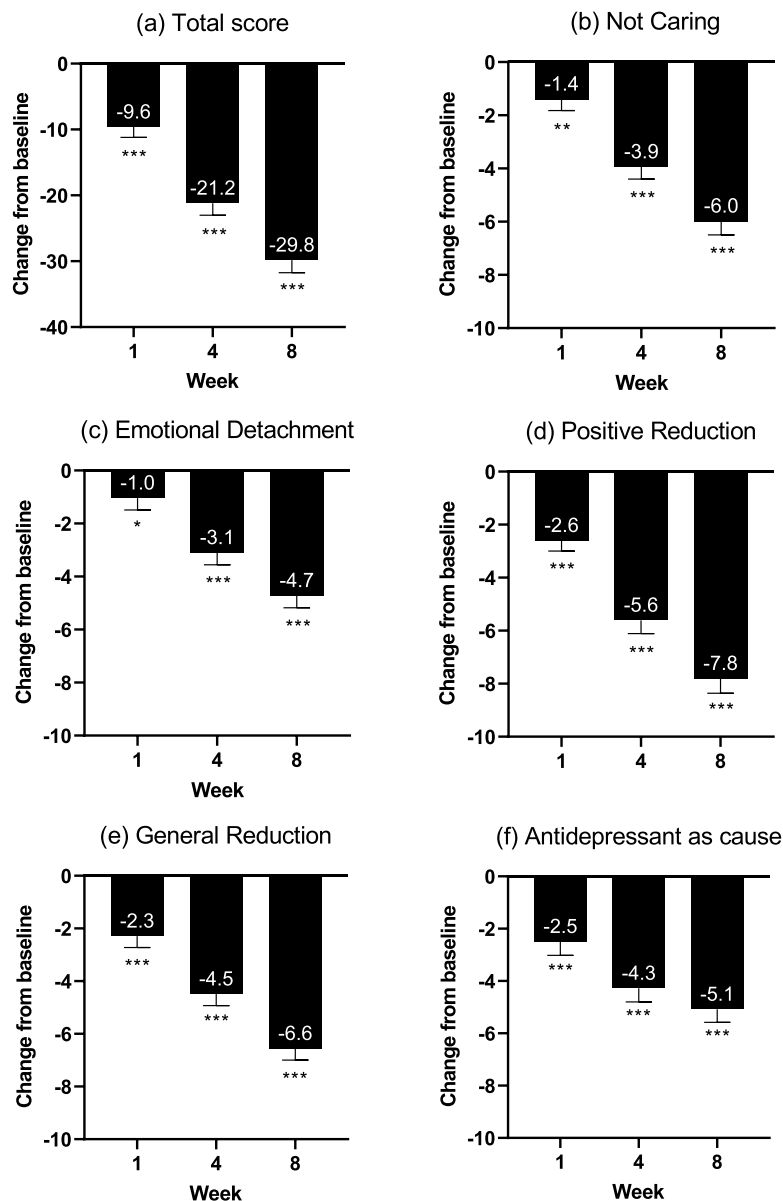 (a) Total score
Change from baseline
0
-10
-20
-30
-40
-9.6
***
-21.2
***
-29.8
***
1 4 8
Week
(b) Not Caring
Change from baseline
0
-2
-4
-6
-8
-10
-1.4
**
-3.9
***
-6.0
***
1 4 8
Week
(c) Emotional Detachment
Change from baseline
0
-2
-4
-6
-8
-10
-1.0
*
-3.1
***
-4.7
***
1 4 8
Week
(d) Positive Reduction
Change from baseline
0
-2
-4
-6
-8
-10
-2.6
***
-5.6
***
-7.8
***
1 4 8
Week
(e) General Reduction
Change from baseline
0
-2
-4
-6
-8
-10
-2.3
***
-4.5
***
-6.6
***
1 4 8
Week
(f) Antidepressant as cause
Change from baseline
0
-2
-4
-6
-8
-10
-2.5
***
-4.3
***
-5.1
***
1 4 8
Week